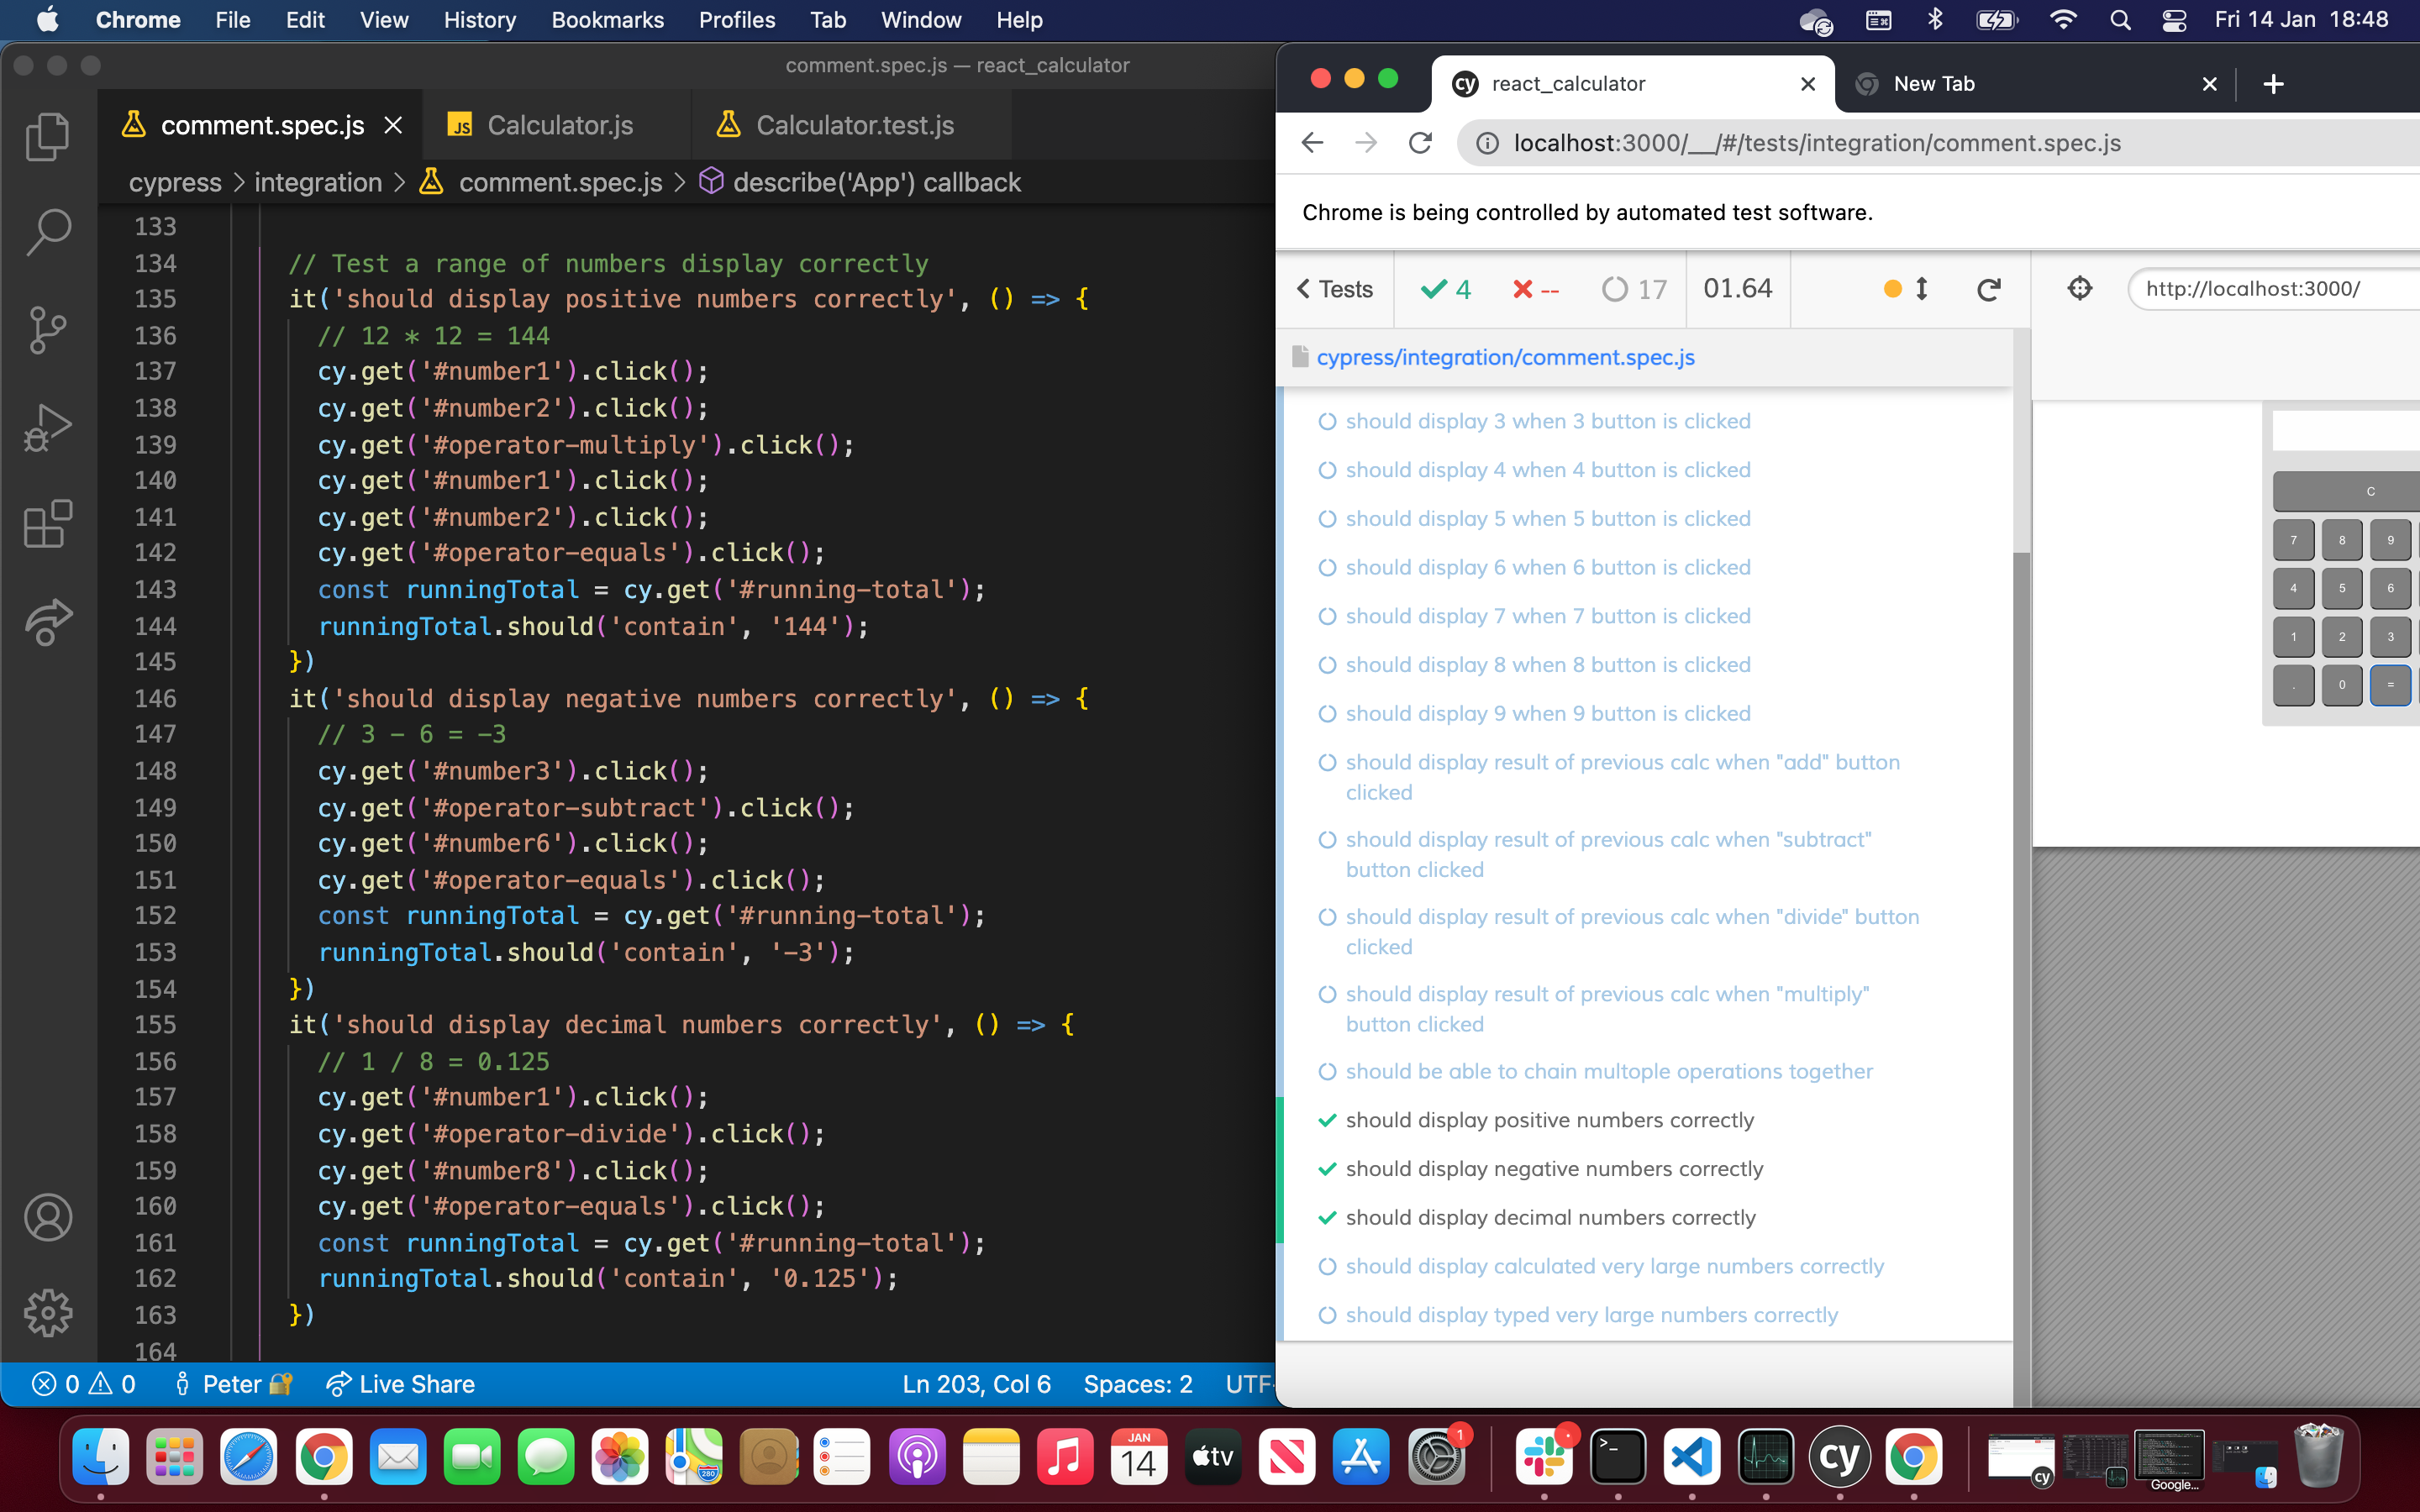 Chrome File Edit View History Bookmarks Profiles Tab Window Help Fri 14 Jan 18:48
comment.spec.js — react_calculator
comment.spec.js Calculator.js Calculator.test.js
cypress > integration > comment.spec.js > describe('App') callback
133
134 // Test a range of numbers display correctly
135 it('should display positive numbers correctly', () => {
136 // 12 * 12 = 144
137 cy.get('#number1').click();
138 cy.get('#number2').click();
139 cy.get('#operator-multiply').click();
140 cy.get('#number1').click();
141 cy.get('#number2').click();
142 cy.get('#operator-equals').click();
143 const runningTotal = cy.get('#running-total');
144 runningTotal.should('contain', '144');
145 })
146 it('should display negative numbers correctly', () => {
147 // 3 - 6 = -3
148 cy.get('#number3').click();
149 cy.get('#operator-subtract').click();
150 cy.get('#number6').click();
151 cy.get('#operator-equals').click();
152 const runningTotal = cy.get('#running-total');
153 runningTotal.should('contain', '-3');
154 })
155 it('should display decimal numbers correctly', () => {
156 // 1 / 8 = 0.125
157 cy.get('#number1').click();
158 cy.get('#operator-divide').click();
159 cy.get('#number8').click();
160 cy.get('#operator-equals').click();
161 const runningTotal = cy.get('#running-total');
162 runningTotal.should('contain', '0.125');
163 })
164
0 0 Peter Live Share Ln 203, Col 6 Spaces: 2 UTF-
cy react_calculator New Tab
localhost:3000/__/#/tests/integration/comment.spec.js
Chrome is being controlled by automated test software.
Tests 4 -- 17 01.64 http://localhost:3000/
cypress/integration/comment.spec.js
should display 3 when 3 button is clicked
should display 4 when 4 button is clicked
should display 5 when 5 button is clicked
should display 6 when 6 button is clicked
should display 7 when 7 button is clicked
should display 8 when 8 button is clicked
should display 9 when 9 button is clicked
should display result of previous calc when "add" button
clicked
should display result of previous calc when "subtract"
button clicked
should display result of previous calc when "divide" button
clicked
should display result of previous calc when "multiply"
button clicked
should be able to chain multople operations together
should display positive numbers correctly
should display negative numbers correctly
should display decimal numbers correctly
should display calculated very large numbers correctly
should display typed very large numbers correctly
C
7 8 9
4 5 6
1 2 3
. 0 =
JAN
14
tv
1
cy
cy
Google...
280